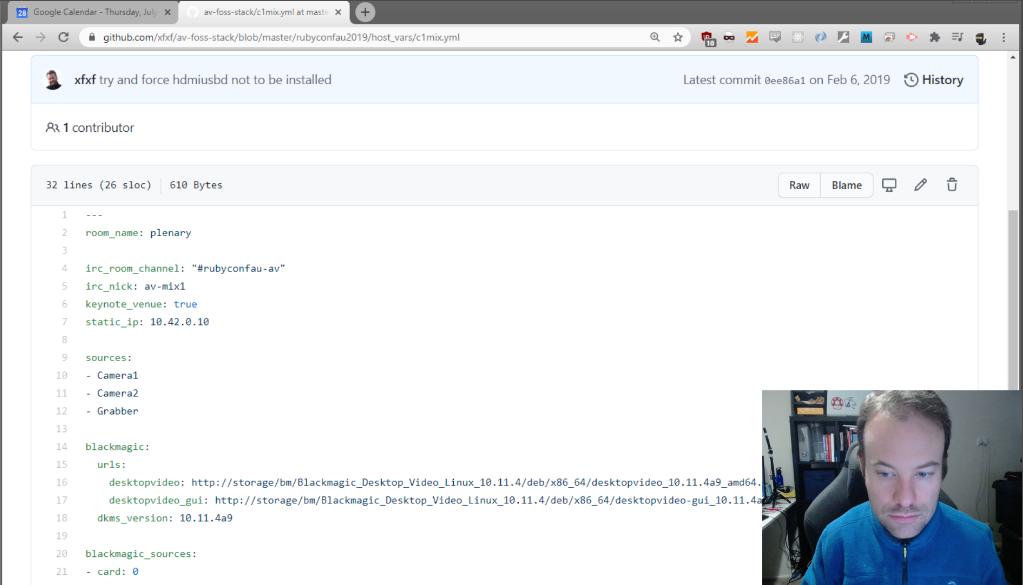 Google Calendar - Thursday, July
av-foss-stack/c1mix.yml at maste
github.com/xfxf/av-foss-stack/blob/master/rubyconfau2019/host_vars/c1mix.yml
xfxf try and force hdmiusbd not to be installed
Latest commit 0ee86a1 on Feb 6, 2019
History
1 contributor
32 lines (26 sloc) 610 Bytes
Raw Blame
1 ---
2 room_name: plenary
3
4 irc_room_channel: "#rubyconfau-av"
5 irc_nick: av-mix1
6 keynote_venue: true
7 static_ip: 10.42.0.10
8
9 sources:
10 - Camera1
11 - Camera2
12 - Grabber
13
14 blackmagic:
15 urls:
16 desktopvideo: http://storage/bm/Blackmagic_Desktop_Video_Linux_10.11.4/deb/x86_64/desktopvideo_10.11.4a9_amd64.
17 desktopvideo_gui: http://storage/bm/Blackmagic_Desktop_Video_Linux_10.11.4/deb/x86_64/desktopvideo-gui_10.11.4a
18 dkms_version: 10.11.4a9
19
20 blackmagic_sources:
21 - card: 0